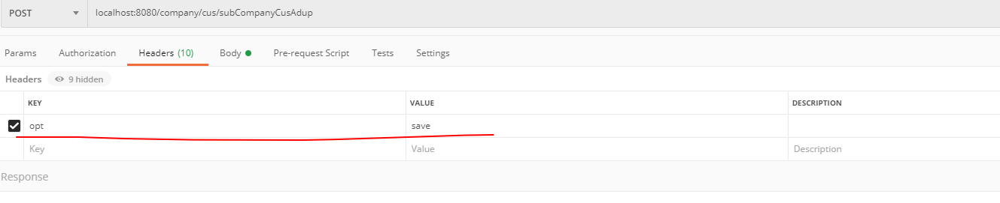 POST localhost:8080/company/cus/subCompanyCusAdup
Params Authorization Headers (10) Body Pre-request Script Tests Settings
Headers 9 hidden
KEY VALUE DESCRIPTION
opt save
Key Value Description
Response